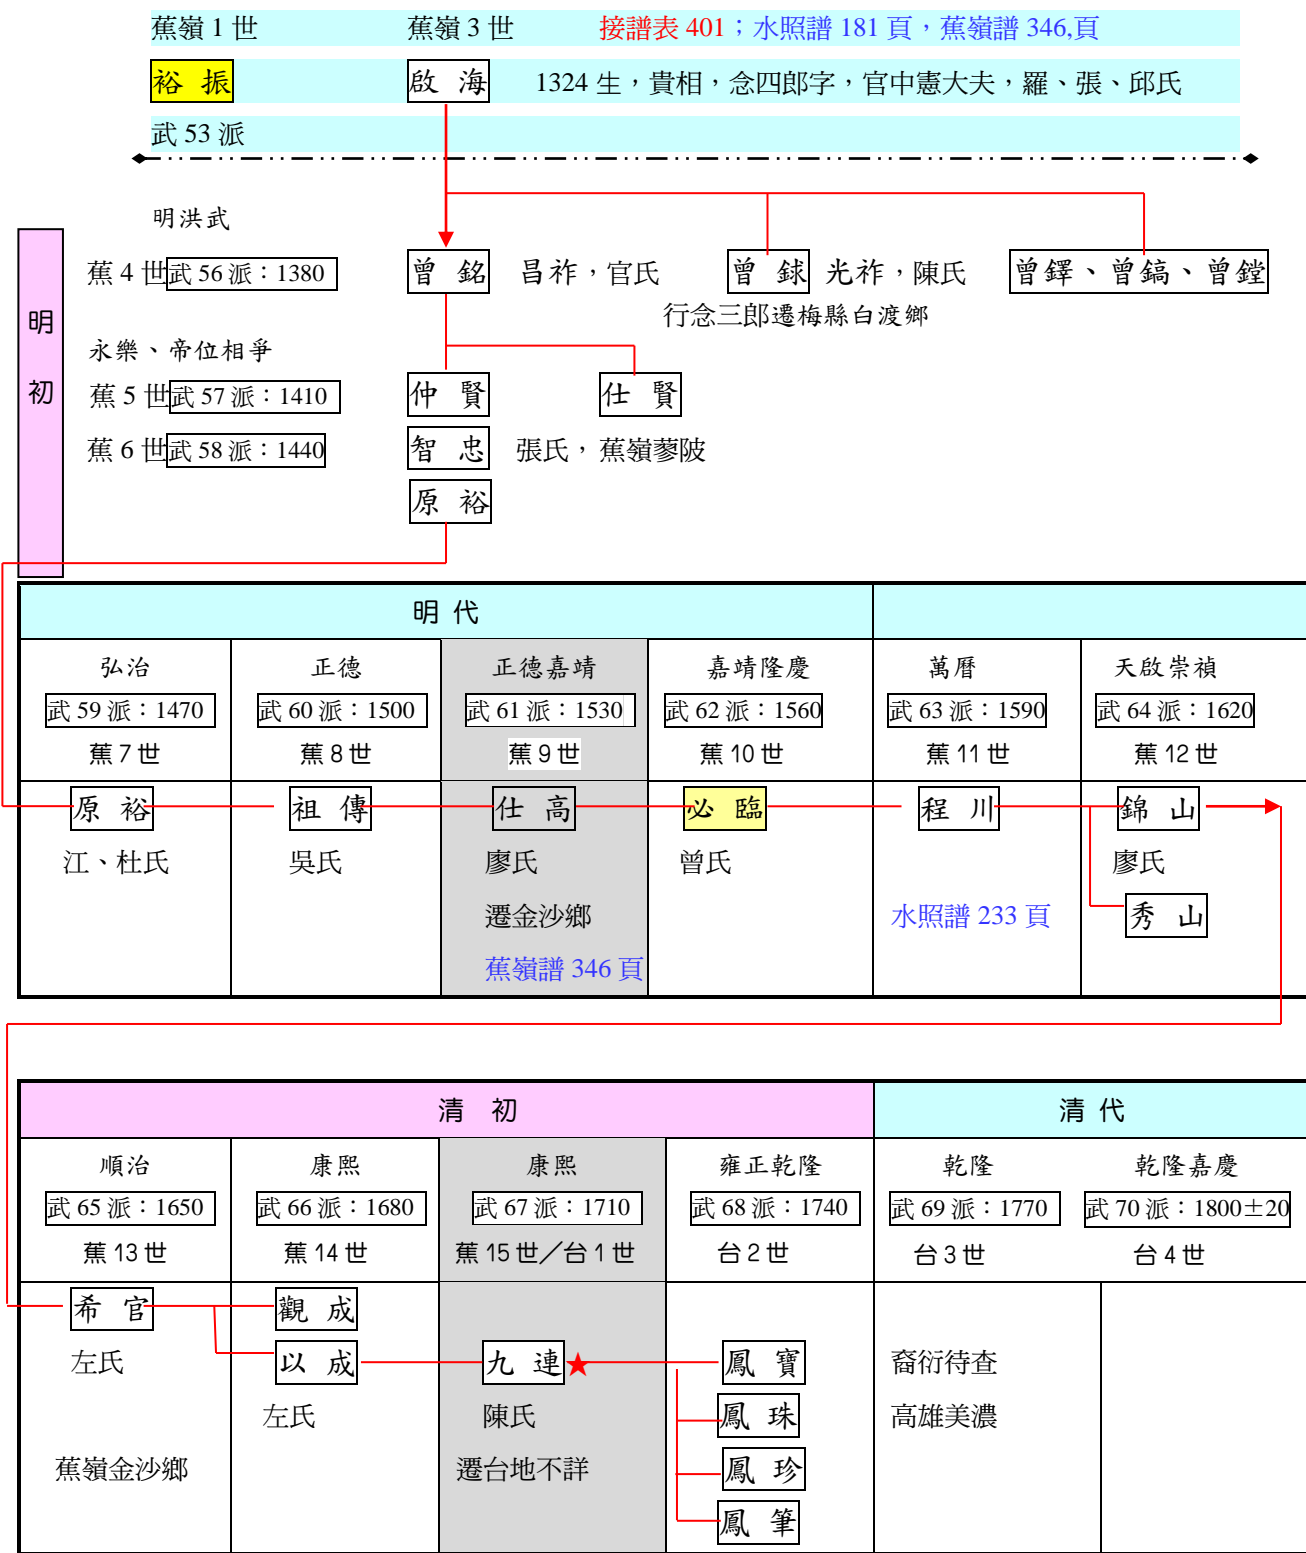 蕉嶺 1 世 蕉嶺 3 世 接譜表 401；水照譜 181 頁，蕉嶺譜 346,頁
裕 振 啟 海 1324 生，貴相，念四郎字，官中憲大夫，羅、張、邱氏
武 53 派
明洪武
蕉 4 世武 56 派：1380 曾 銘 昌祚，官氏 曾 銶 光祚，陳氏 曾鐸、曾鎬、曾鏜
行念三郎遷梅縣白渡鄉
明初
永樂、帝位相爭
蕉 5 世武 57 派：1410 仲 賢 仕 賢
蕉 6 世武 58 派：1440 智 忠 張氏，蕉嶺蓼陂
原 裕
明 代
弘治 正德 正德嘉靖 嘉靖隆慶 萬曆 天啟崇禎
武 59 派：1470 武 60 派：1500 武 61 派：1530 武 62 派：1560 武 63 派：1590 武 64 派：1620
蕉 7 世 蕉 8 世 蕉 9 世 蕉 10 世 蕉 11 世 蕉 12 世
原 裕 祖 傳 仕 高 必 臨 程 川 錦 山
江、杜氏 吳氏 廖氏 曾氏 廖氏
遷金沙鄉 水照譜 233 頁 秀 山
蕉嶺譜 346 頁
清 初 清 代
順治 康熙 康熙 雍正乾隆 乾隆 乾隆嘉慶
武 65 派：1650 武 66 派：1680 武 67 派：1710 武 68 派：1740 武 69 派：1770 武 70 派：1800±20
蕉 13 世 蕉 14 世 蕉 15 世／台 1 世 台 2 世 台 3 世 台 4 世
希 官 觀 成
左氏 以 成 九 連★ 鳳 寶 裔衍待查
左氏 陳氏 鳳 珠 高雄美濃
蕉嶺金沙鄉 遷台地不詳 鳳 珍
鳳 筆